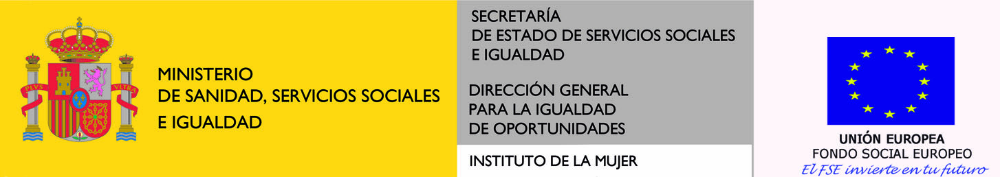 PLVS VLTRA
MINISTERIO
DE SANIDAD, SERVICIOS SOCIALES
E IGUALDAD
SECRETARÍA
DE ESTADO DE SERVICIOS SOCIALES
E IGUALDAD
DIRECCIÓN GENERAL
PARA LA IGUALDAD
DE OPORTUNIDADES
INSTITUTO DE LA MUJER
UNIÓN EUROPEA
FONDO SOCIAL EUROPEO
El FSE invierte en tu futuro